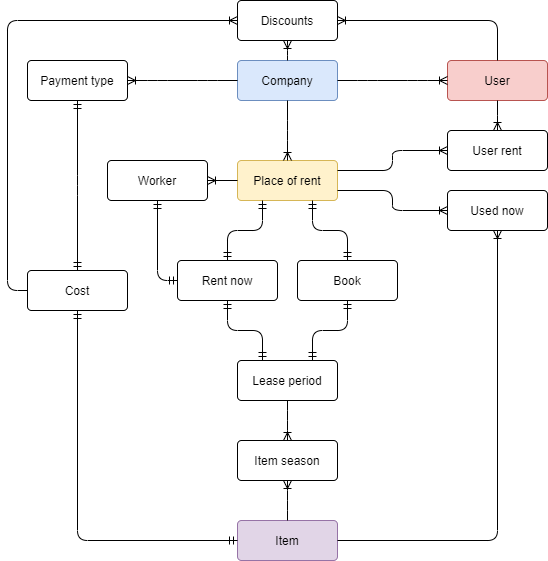 Discounts
Payment type
Company
User
User rent
Worker
Place of rent
Used now
Rent now
Book
Cost
Lease period
Item season
Item